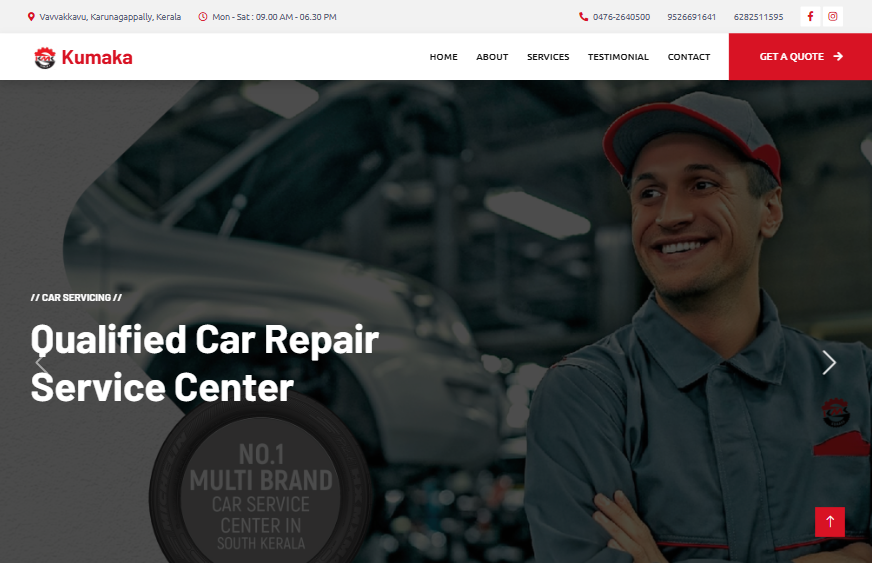 Vavvakkavu, Karunagappally, Kerala
Mon - Sat : 09.00 AM - 06.30 PM
0476-2640500
9526691641
6282511595
Kumaka
HOME
ABOUT
SERVICES
TESTIMONIAL
CONTACT
GET A QUOTE
// CAR SERVICING //
Qualified Car Repair
Service Center
NO.1
MULTI BRAND
CAR SERVICE
CENTER IN
SOUTH KERALA
MICHELIN